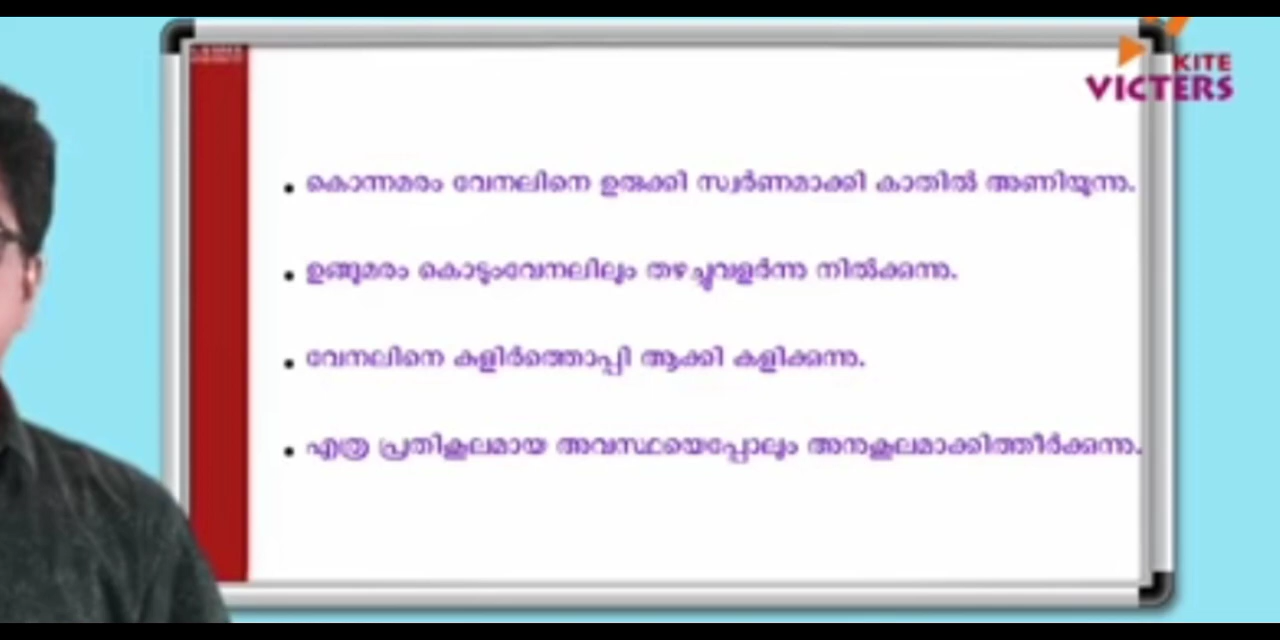 KITE
VICTERS
• കൊന്നമരം വേനലിനെ ഉരുക്കി സ്വർണമാക്കി കാതിൽ അണിയുന്നു.
• ഉങ്ങുമരം കൊടുംവേനലിലും തഴച്ചുവളർന്നു നിൽക്കുന്നു.
• വേനലിനെ കുളിർത്തൊപ്പി ആക്കി കളിക്കുന്നു.
• എത്ര പ്രതികൂലമായ അവസ്ഥയെപ്പോലും അനുകൂലമാക്കിത്തീർക്കുന്നു.